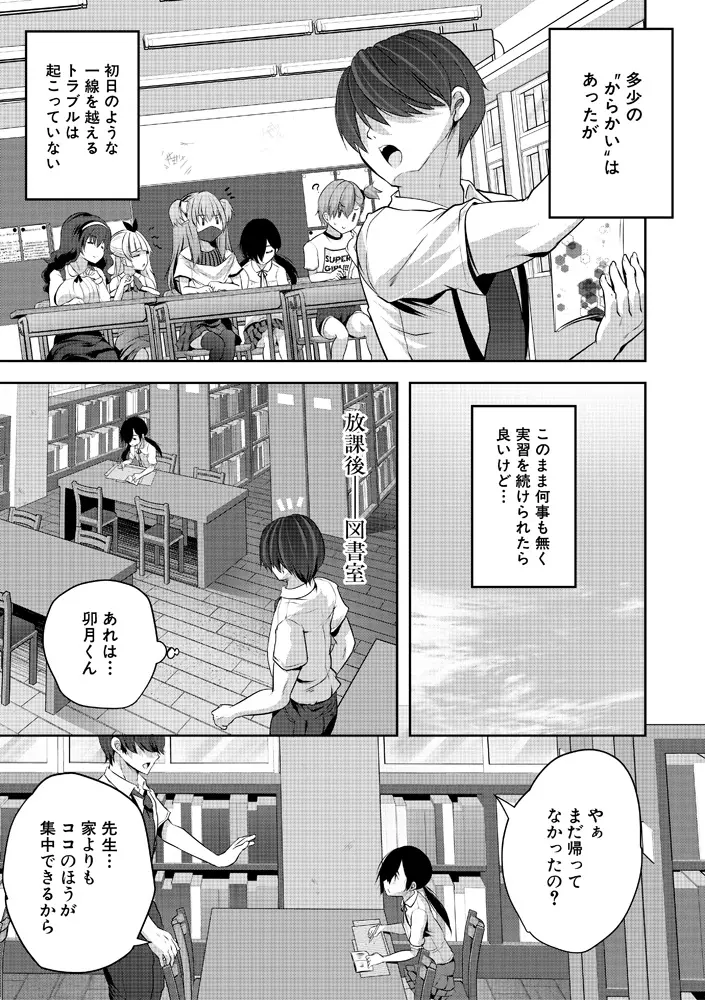 多少の
〝からかい〟は
あったが
初日のような
一線を越える
トラブルは
起こっていない
?
SUPER
GIRL!!!
このまま何事も無く
実習を続けられたら
良いけど…
放課後――図書室
あれは…
卯月くん
やぁ
まだ帰って
なかったの?
先生…
家よりも
ココのほうが
集中できるから